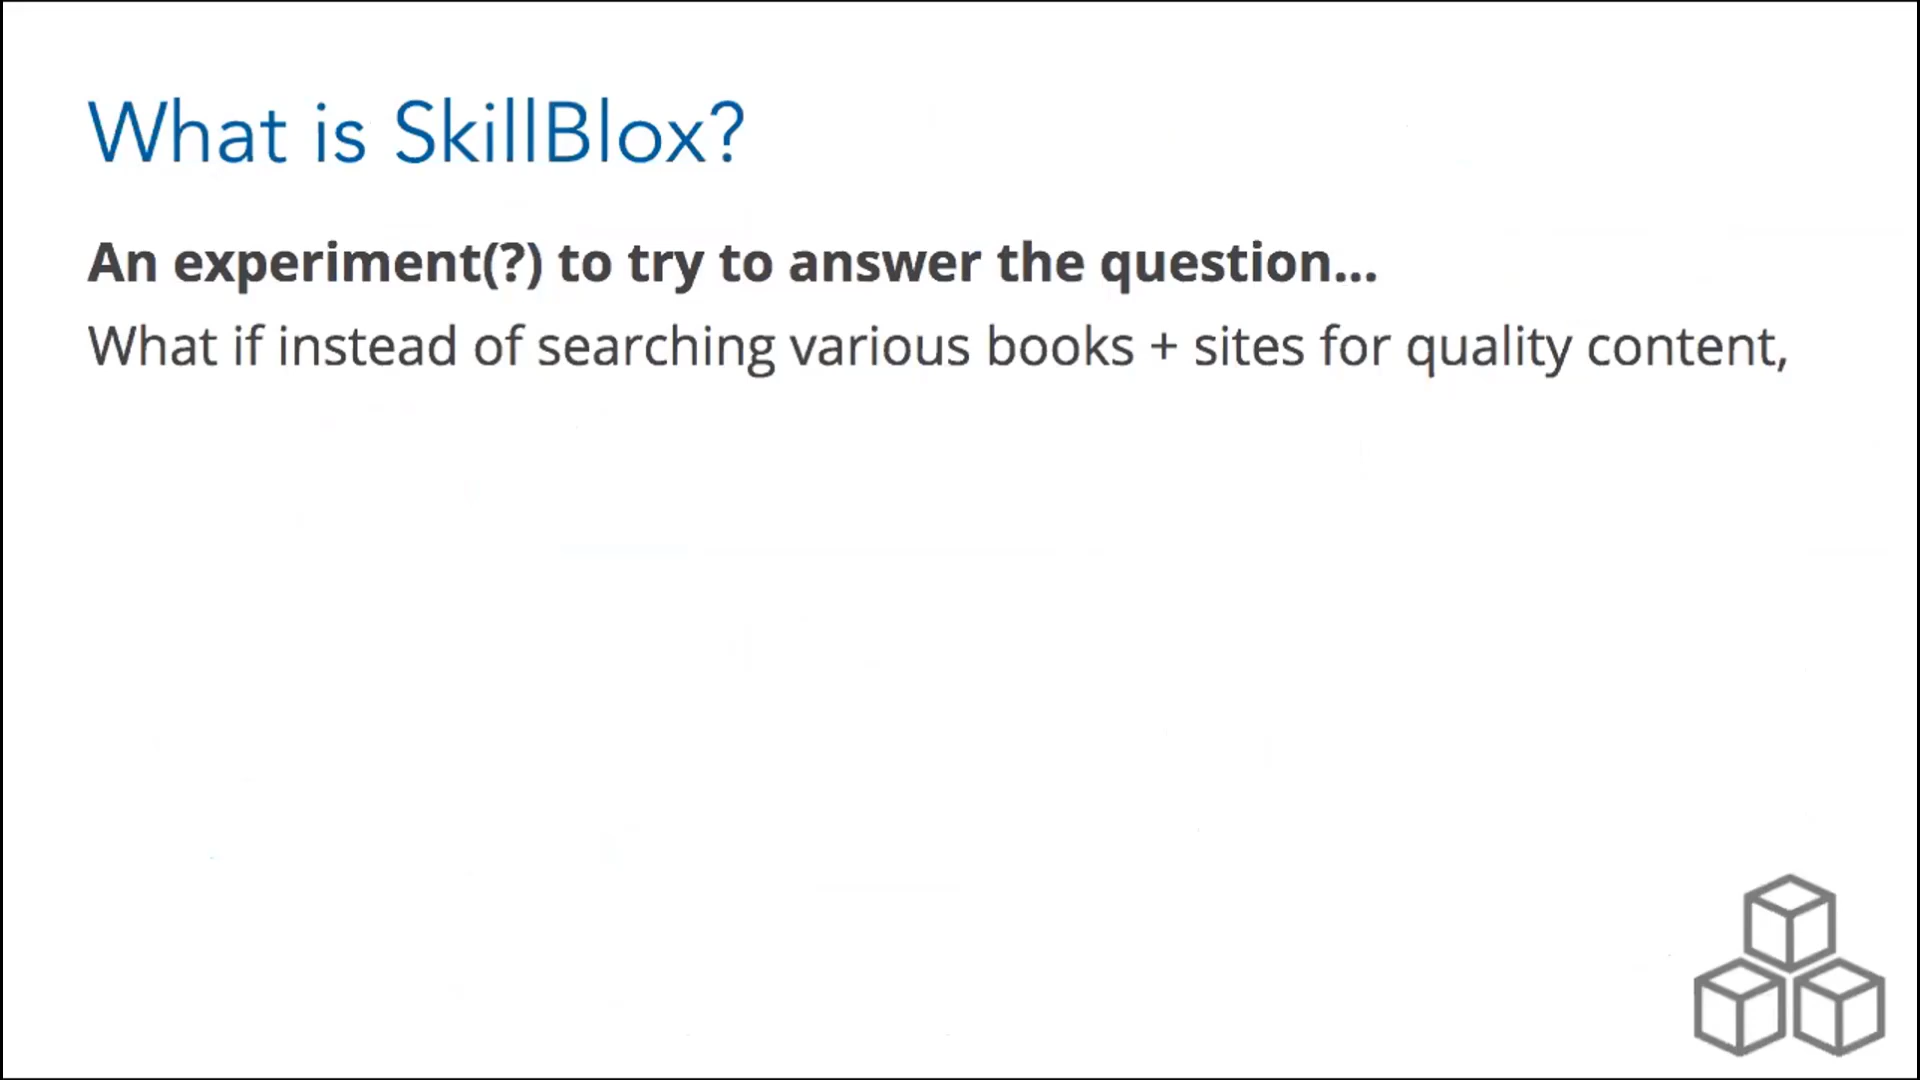 What is SkillBlox?
An experiment(?) to try to answer the question...
What if instead of searching various books + sites for quality content,